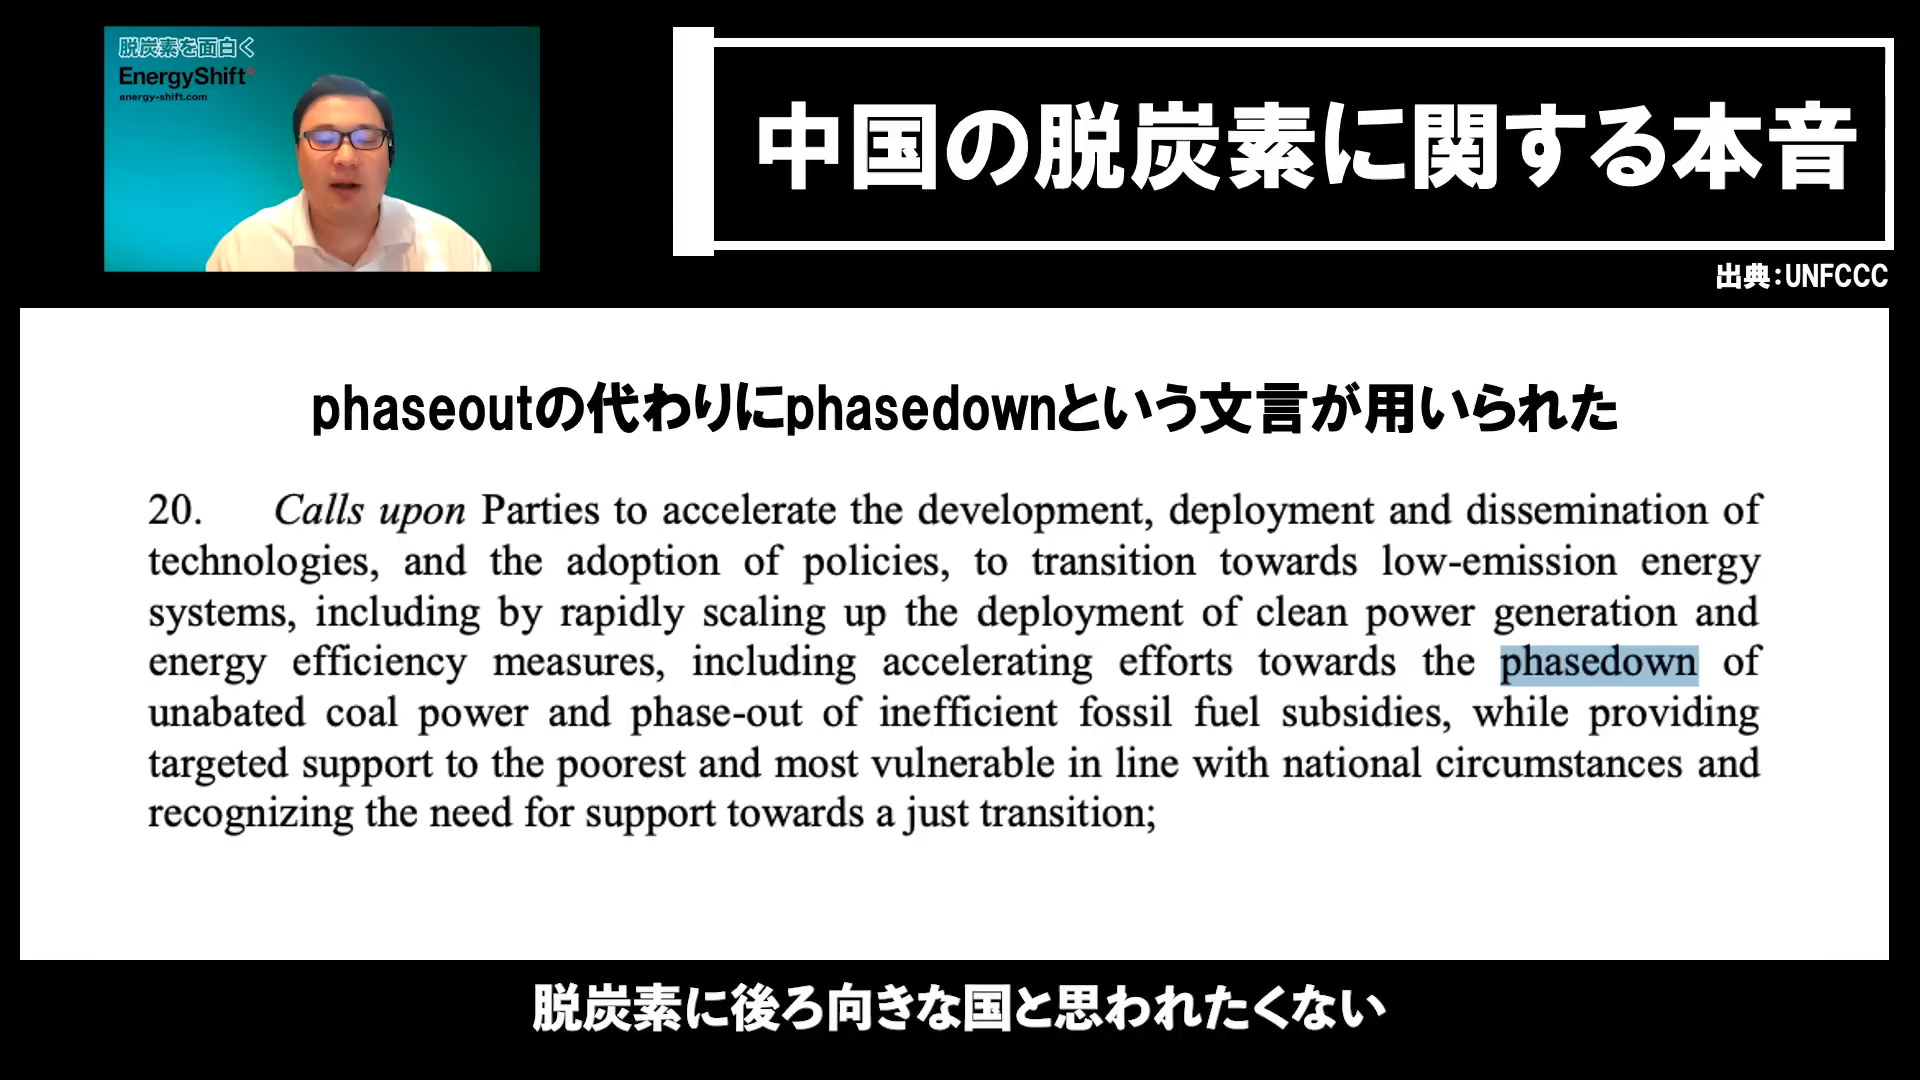 脱炭素を面白く
EnergyShift
energy-shift.com
中国の脱炭素に関する本音
出典:UNFCCC
phaseoutの代わりにphasedownという文言が用いられた
20. Calls upon Parties to accelerate the development, deployment and dissemination of
technologies, and the adoption of policies, to transition towards low-emission energy
systems, including by rapidly scaling up the deployment of clean power generation and
energy efficiency measures, including accelerating efforts towards the phasedown of
unabated coal power and phase-out of inefficient fossil fuel subsidies, while providing
targeted support to the poorest and most vulnerable in line with national circumstances and
recognizing the need for support towards a just transition;
脱炭素に後ろ向きな国と思われたくない